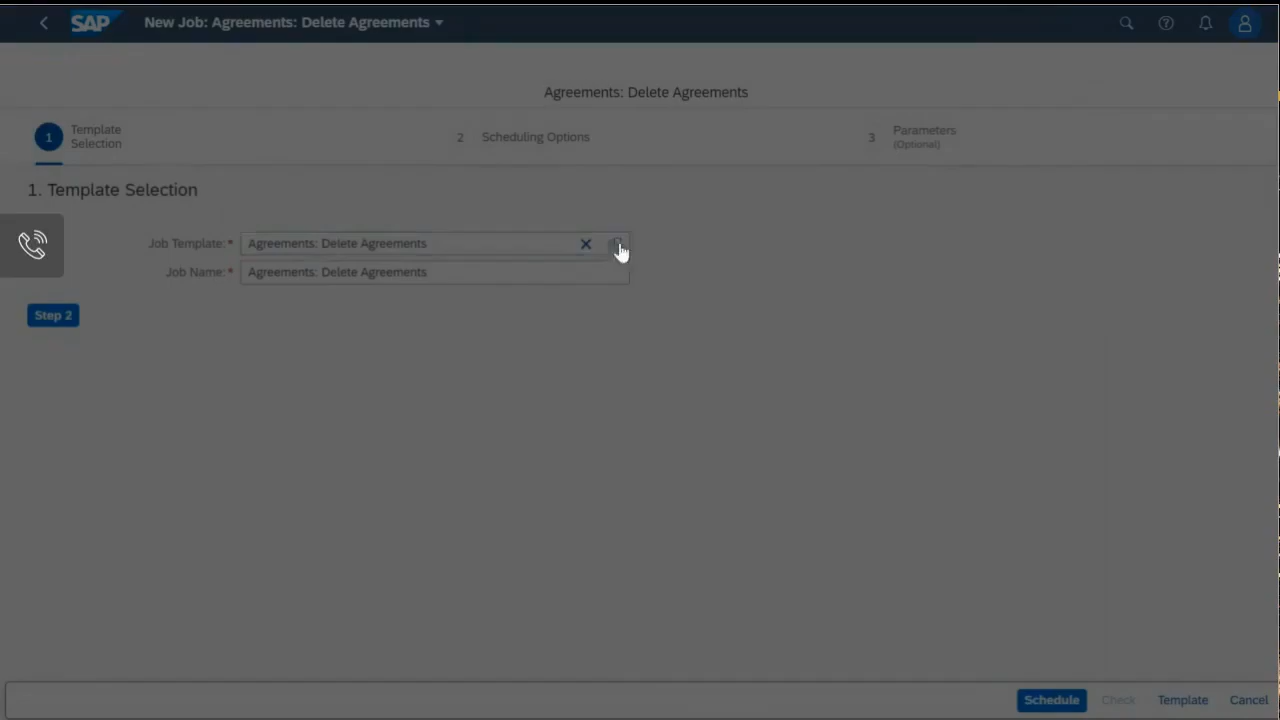 SAP
New Job: Agreements: Delete Agreements
Agreements: Delete Agreements
1
Template
Selection
2
Scheduling Options
3
Parameters
(Optional)
1. Template Selection
Job Template:* Agreements: Delete Agreements
Job Name:* Agreements: Delete Agreements
Step 2
Schedule Check Template Cancel